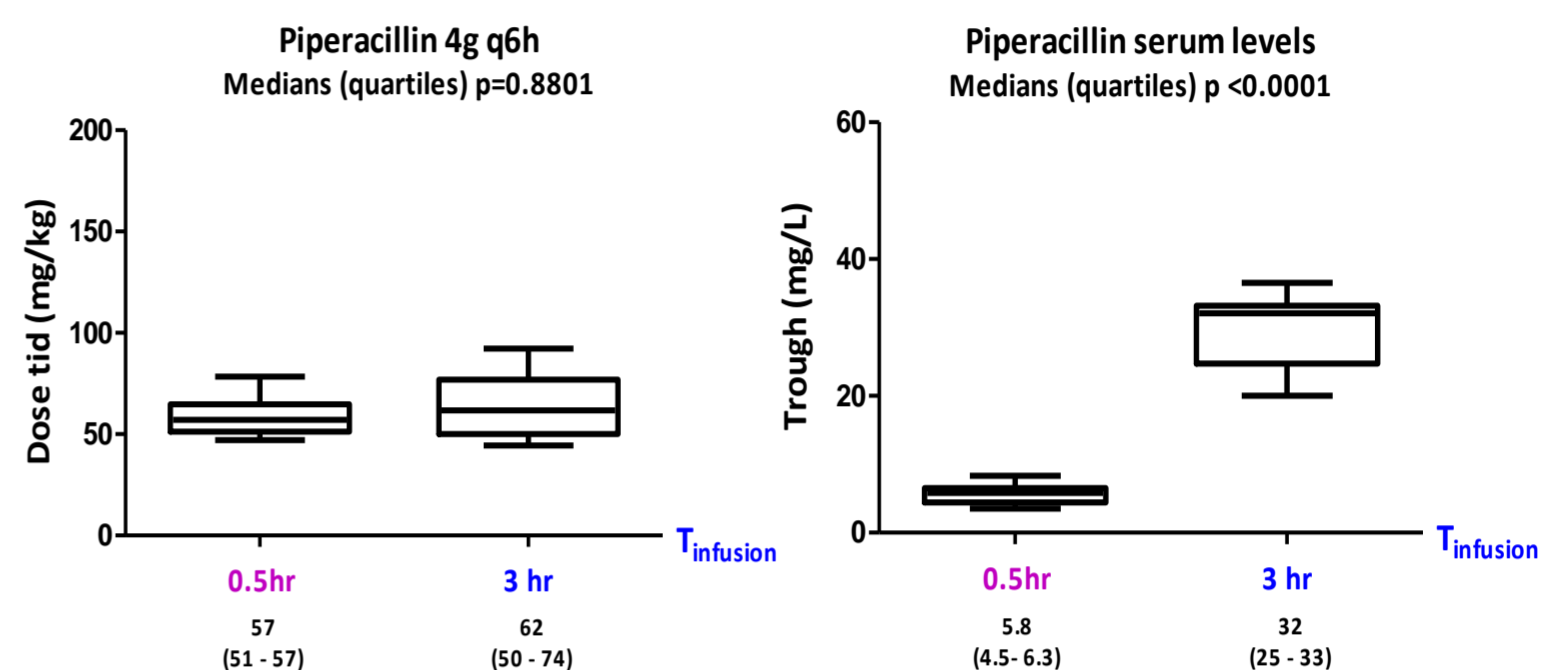 Piperacillin 4g q6h
Medians (quartiles) p=0.8801
200
150
100
50
0
Dose tid (mg/kg)
0.5hr
3 hr
Tinfusion
57
(51 - 57)
62
(50 - 74)
Piperacillin serum levels
Medians (quartiles) p <0.0001
60
40
20
0
Trough (mg/L)
0.5hr
3 hr
Tinfusion
5.8
(4.5- 6.3)
32
(25 - 33)